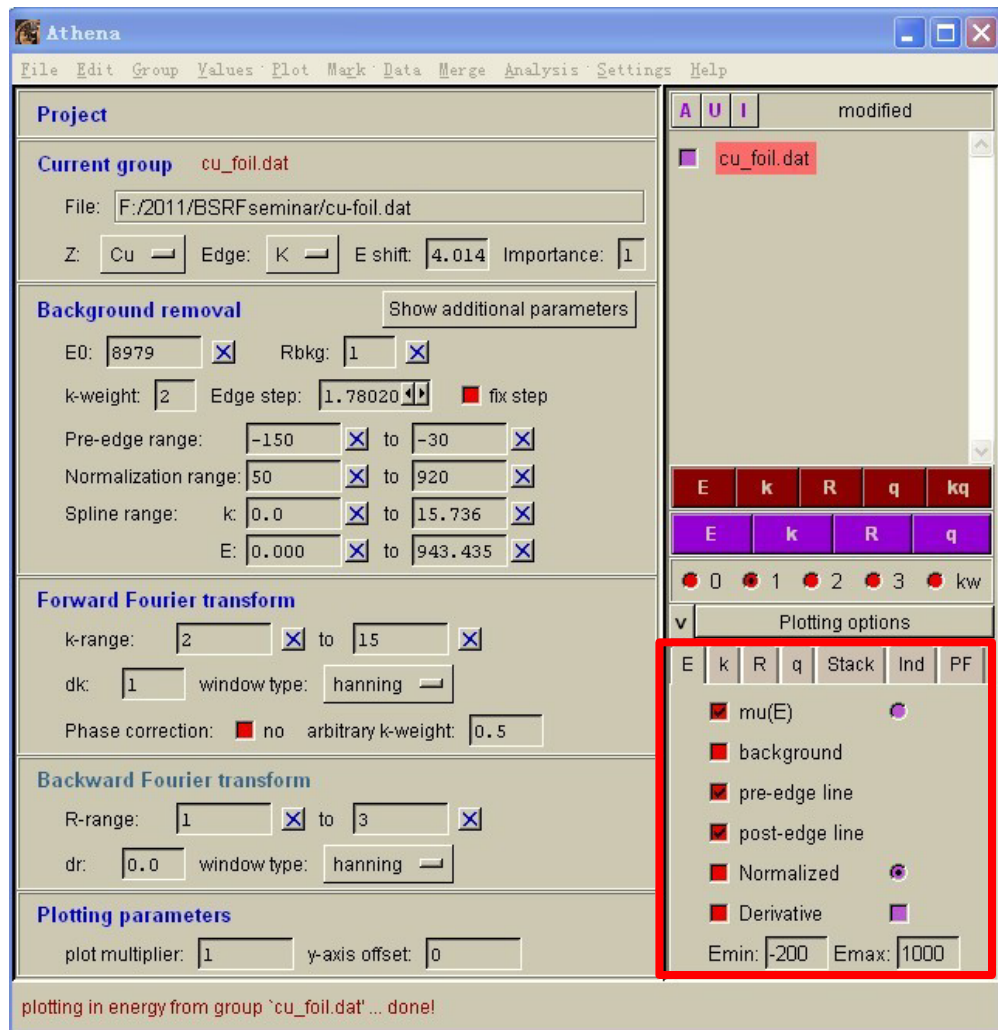 Athena
File Edit Group Values Plot Mark Data Merge Analysis Settings Help
Project
Current group cu_foil.dat
File: F:/2011/BSRFseminar/cu-foil.dat
Z: Cu Edge: K E shift: 4.014 Importance: 1
Background removal Show additional parameters
E0: 8979 Rbkg: 1
k-weight: 2 Edge step: 1.78020 fix step
Pre-edge range: -150 to -30
Normalization range: 50 to 920
Spline range: k: 0.0 to 15.736
E: 0.000 to 943.435
Forward Fourier transform
k-range: 2 to 15
dk: 1 window type: hanning
Phase correction: no arbitrary k-weight: 0.5
Backward Fourier transform
R-range: 1 to 3
dr: 0.0 window type: hanning
Plotting parameters
plot multiplier: 1 y-axis offset: 0
A U I modified
cu_foil.dat
E k R q kq
E k R q
0 1 2 3 kw
v Plotting options
E k R q Stack Ind PF
mu(E)
background
pre-edge line
post-edge line
Normalized
Derivative
Emin: -200 Emax: 1000
plotting in energy from group `cu_foil.dat' ... done!